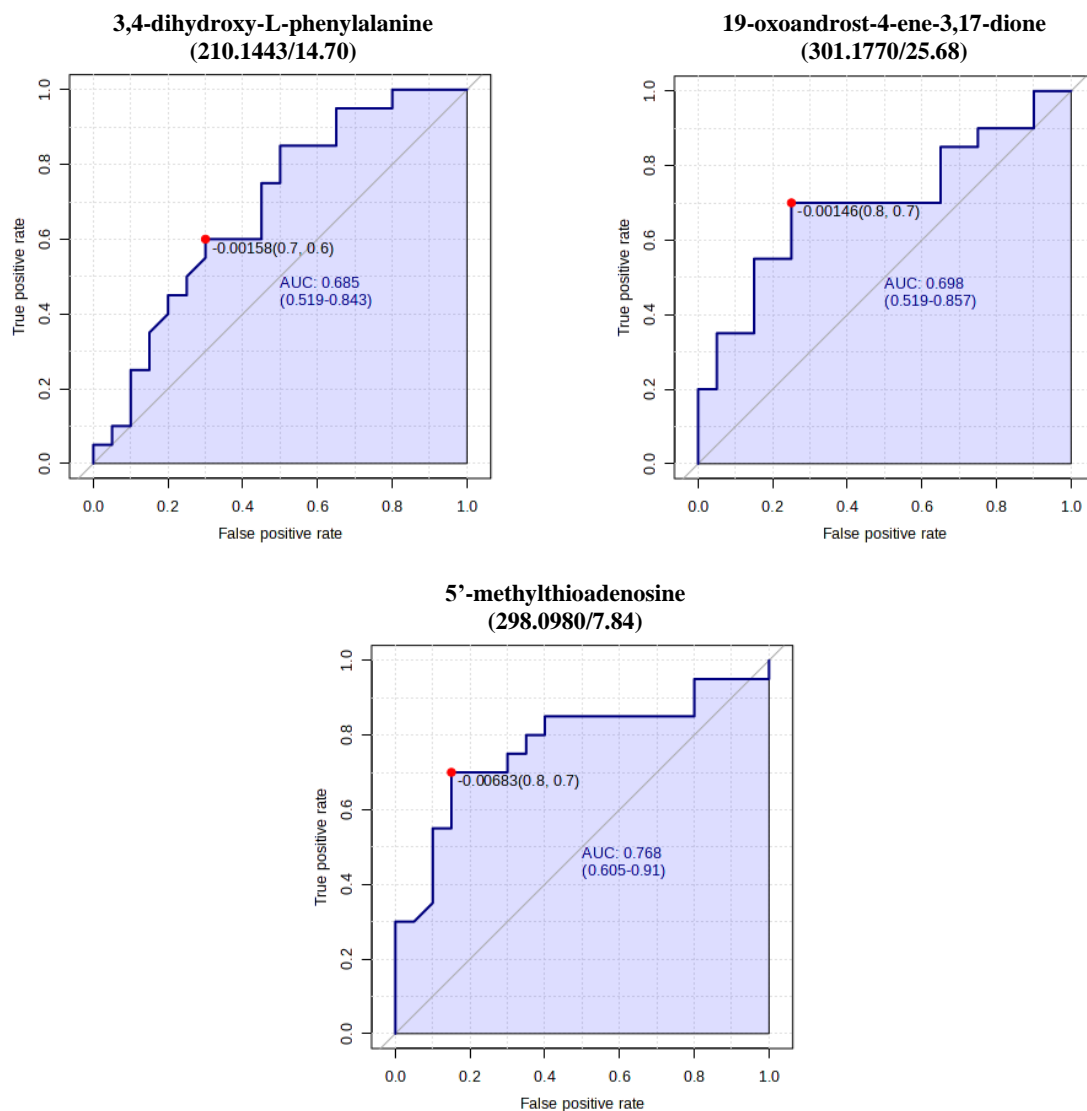 3,4-dihydroxy-L-phenylalanine
(210.1443/14.70)
1.0
0.8
0.6
0.4
0.2
0.0
True positive rate
-0.00158(0.7, 0.6)
AUC: 0.685
(0.519-0.843)
0.0 0.2 0.4 0.6 0.8 1.0
False positive rate
19-oxoandrost-4-ene-3,17-dione
(301.1770/25.68)
1.0
0.8
0.6
0.4
0.2
0.0
True positive rate
-0.00146(0.8, 0.7)
AUC: 0.698
(0.519-0.857)
0.0 0.2 0.4 0.6 0.8 1.0
False positive rate
5’-methylthioadenosine
(298.0980/7.84)
1.0
0.8
0.6
0.4
0.2
0.0
True positive rate
-0.00683(0.8, 0.7)
AUC: 0.768
(0.605-0.91)
0.0 0.2 0.4 0.6 0.8 1.0
False positive rate